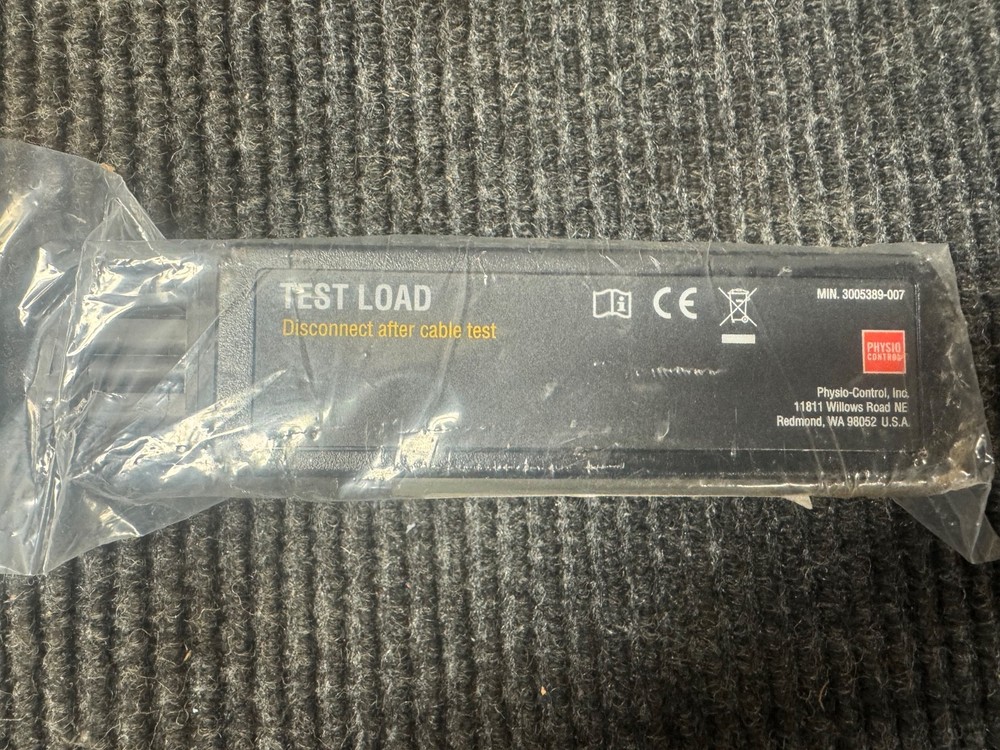 TEST LOAD
Disconnect after cable test
CE
MIN. 3005389-007
PHYSIO
CONTROL
Physio-Control, Inc.
11811 Willows Road NE
Redmond, WA 98052 U.S.A.